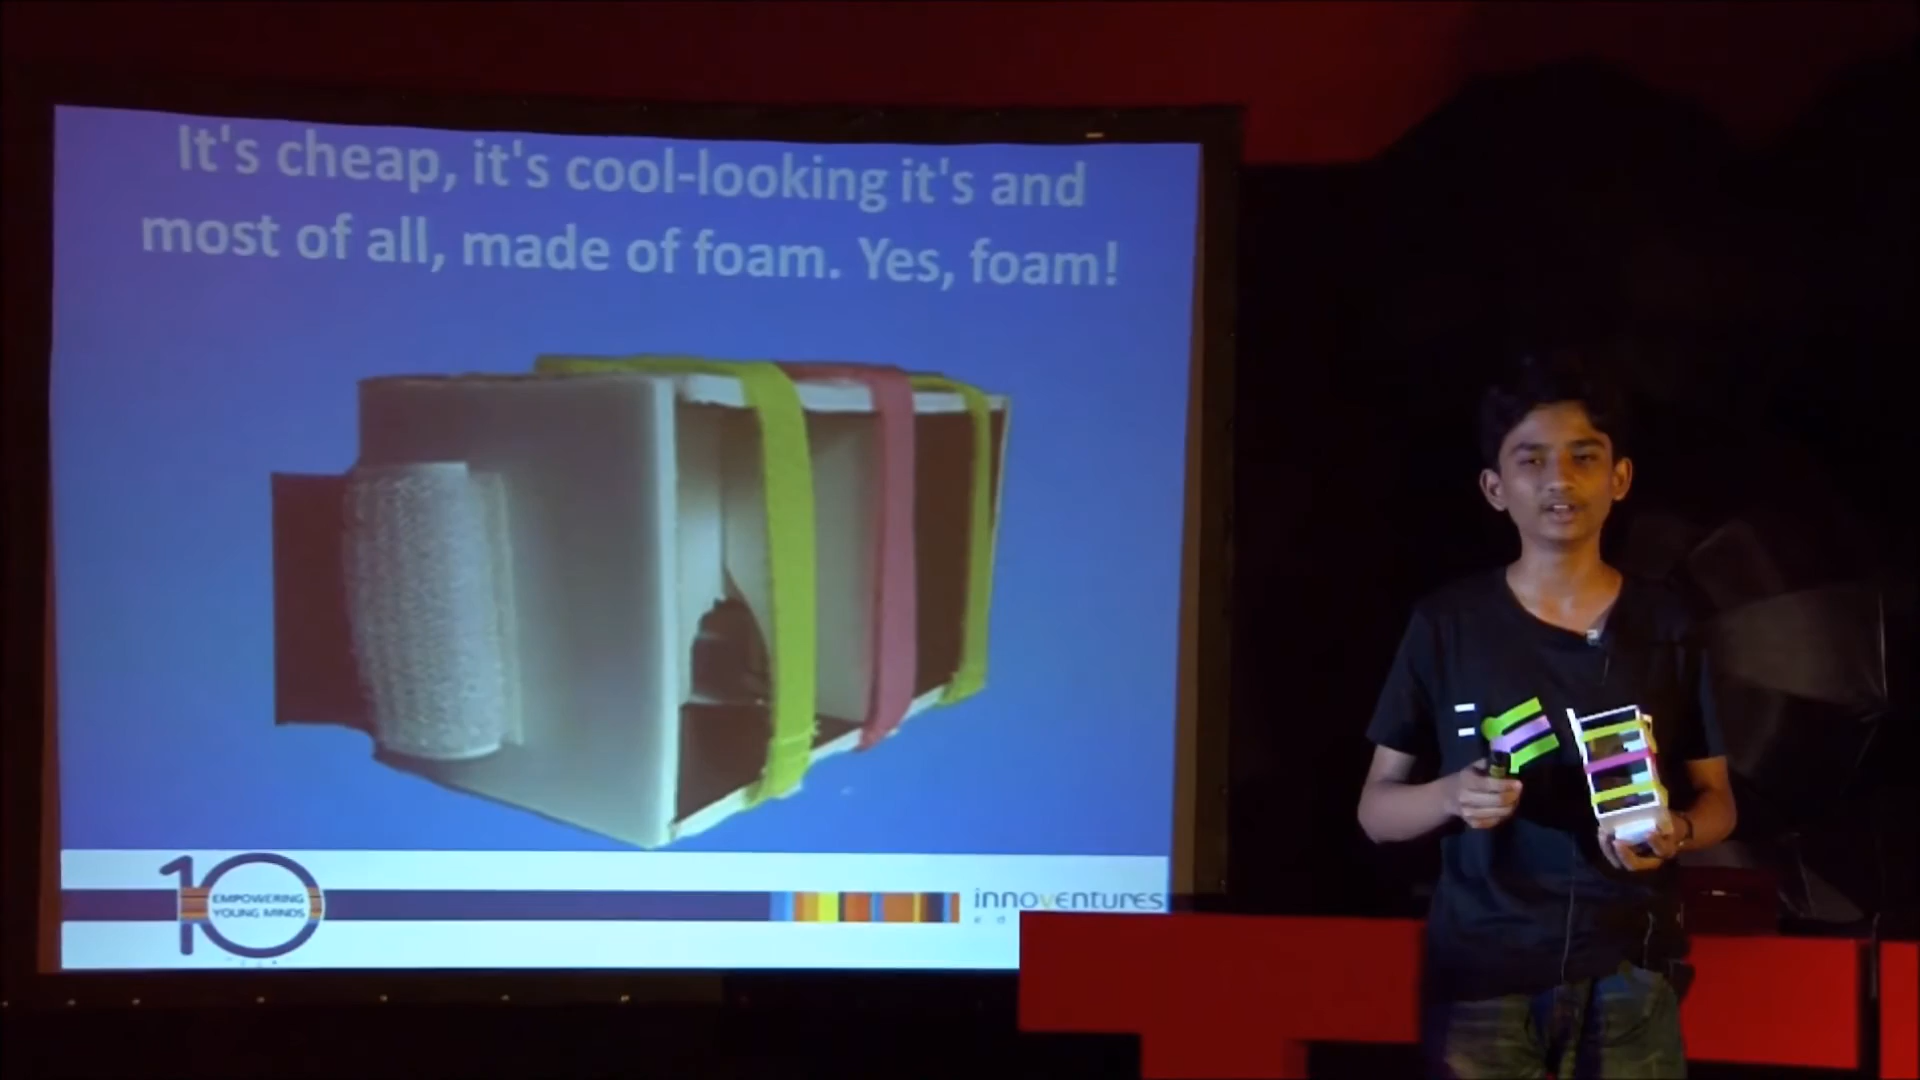 It's cheap, it's cool-looking it's and
most of all, made of foam. Yes, foam!
10
EMPOWERING
YOUNG MINDS
innoventures
e d